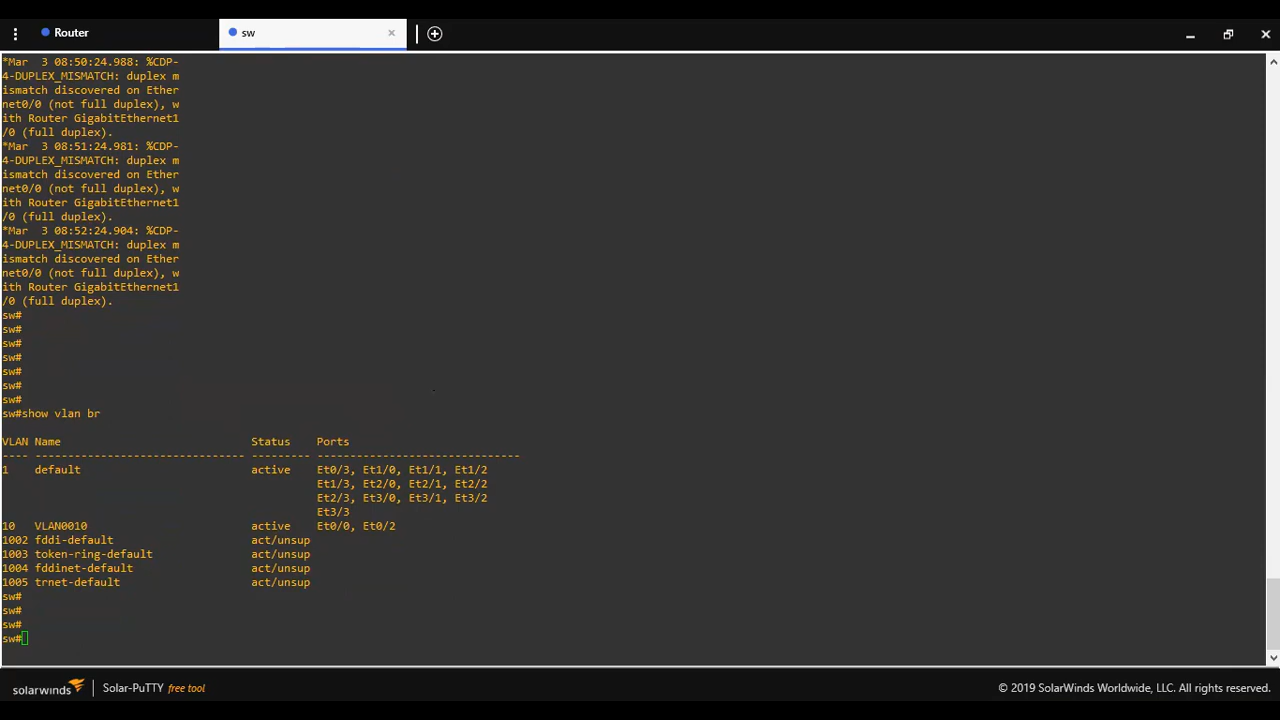 Router
sw
*Mar  3 08:50:24.988: %CDP-
4-DUPLEX_MISMATCH: duplex m
ismatch discovered on Ether
net0/0 (not full duplex), w
ith Router GigabitEthernet1
/0 (full duplex).
*Mar  3 08:51:24.981: %CDP-
4-DUPLEX_MISMATCH: duplex m
ismatch discovered on Ether
net0/0 (not full duplex), w
ith Router GigabitEthernet1
/0 (full duplex).
*Mar  3 08:52:24.904: %CDP-
4-DUPLEX_MISMATCH: duplex m
ismatch discovered on Ether
net0/0 (not full duplex), w
ith Router GigabitEthernet1
/0 (full duplex).
sw#
sw#
sw#
sw#
sw#
sw#
sw#
sw#show vlan br
VLAN Name                             Status    Ports
---- -------------------------------- --------- -------------------------------
1    default                          active    Et0/3, Et1/0, Et1/1, Et1/2
                                                Et1/3, Et2/0, Et2/1, Et2/2
                                                Et2/3, Et3/0, Et3/1, Et3/2
                                                Et3/3
10   VLAN0010                         active    Et0/0, Et0/2
1002 fddi-default                     act/unsup
1003 token-ring-default               act/unsup
1004 fddinet-default                  act/unsup
1005 trnet-default                    act/unsup
sw#
sw#
sw#
sw#
solarwinds | Solar-PuTTY free tool © 2019 SolarWinds Worldwide, LLC. All rights reserved.